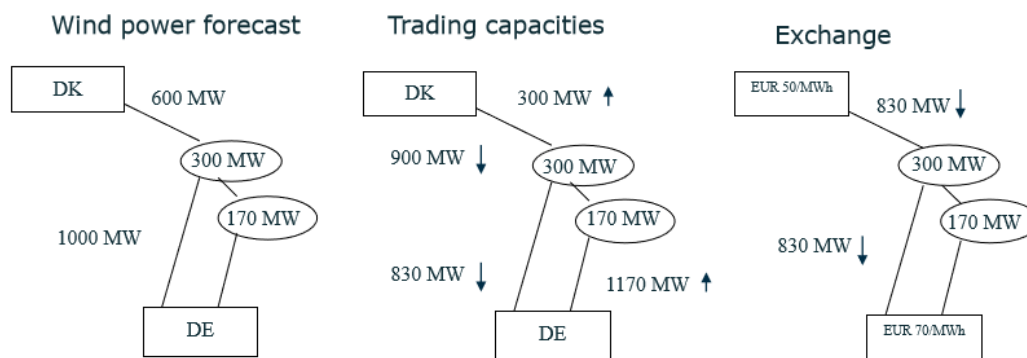 Wind power forecast
DK
600 MW
300 MW
170 MW
1000 MW
DE
Trading capacities
DK
300 MW
900 MW
300 MW
170 MW
830 MW
1170 MW
DE
Exchange
EUR 50/MWh
830 MW
300 MW
170 MW
830 MW
EUR 70/MWh